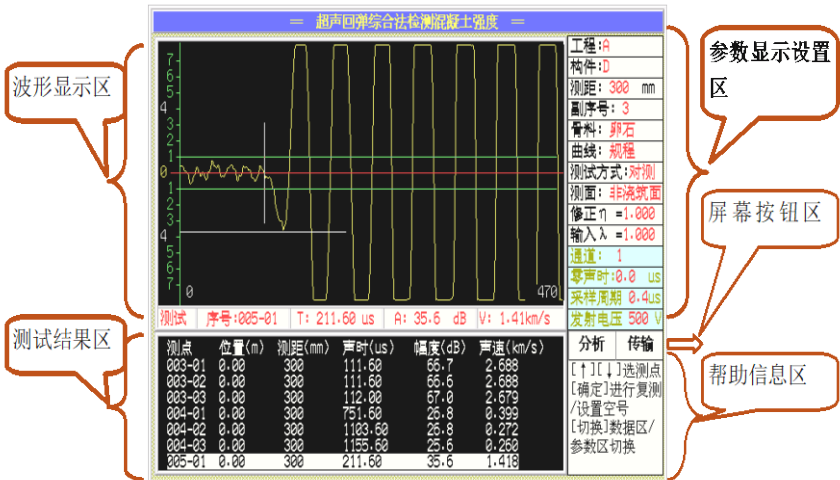 = 超声回弹综合法检测混凝土强度 =
波形显示区
7
6
5
4
3
2
1
0
1
2
3
4
5
6
7
0
470
测试 序号:005-01 T: 211.60 us A: 35.6 dB V: 1.41km/s
工程:A
构件:D
测距: 300 mm
副序号: 3
骨料: 卵石
曲线: 规程
测试方式:对测
测面: 非浇筑面
修正η =1.000
输入λ =1.000
通道: 1
零声时:0.0 us
采样周期 0.4us
发射电压 500 V
参数显示设置
区
屏幕按钮区
测试结果区
测点 位置(m) 测距(mm) 声时(us) 幅度(dB) 声速(km/s)
003-01 0.00 300 111.60 66.7 2.688
003-02 0.00 300 111.60 66.6 2.688
003-03 0.00 300 112.00 67.0 2.679
004-01 0.00 300 751.60 26.8 0.399
004-02 0.00 300 1103.60 26.8 0.272
004-03 0.00 300 1155.60 25.6 0.260
005-01 0.00 300 211.60 35.6 1.418
分析 传输
[↑][↓]选测点
[确定]进行复测
/设置空号
[切换]数据区/
参数区切换
帮助信息区